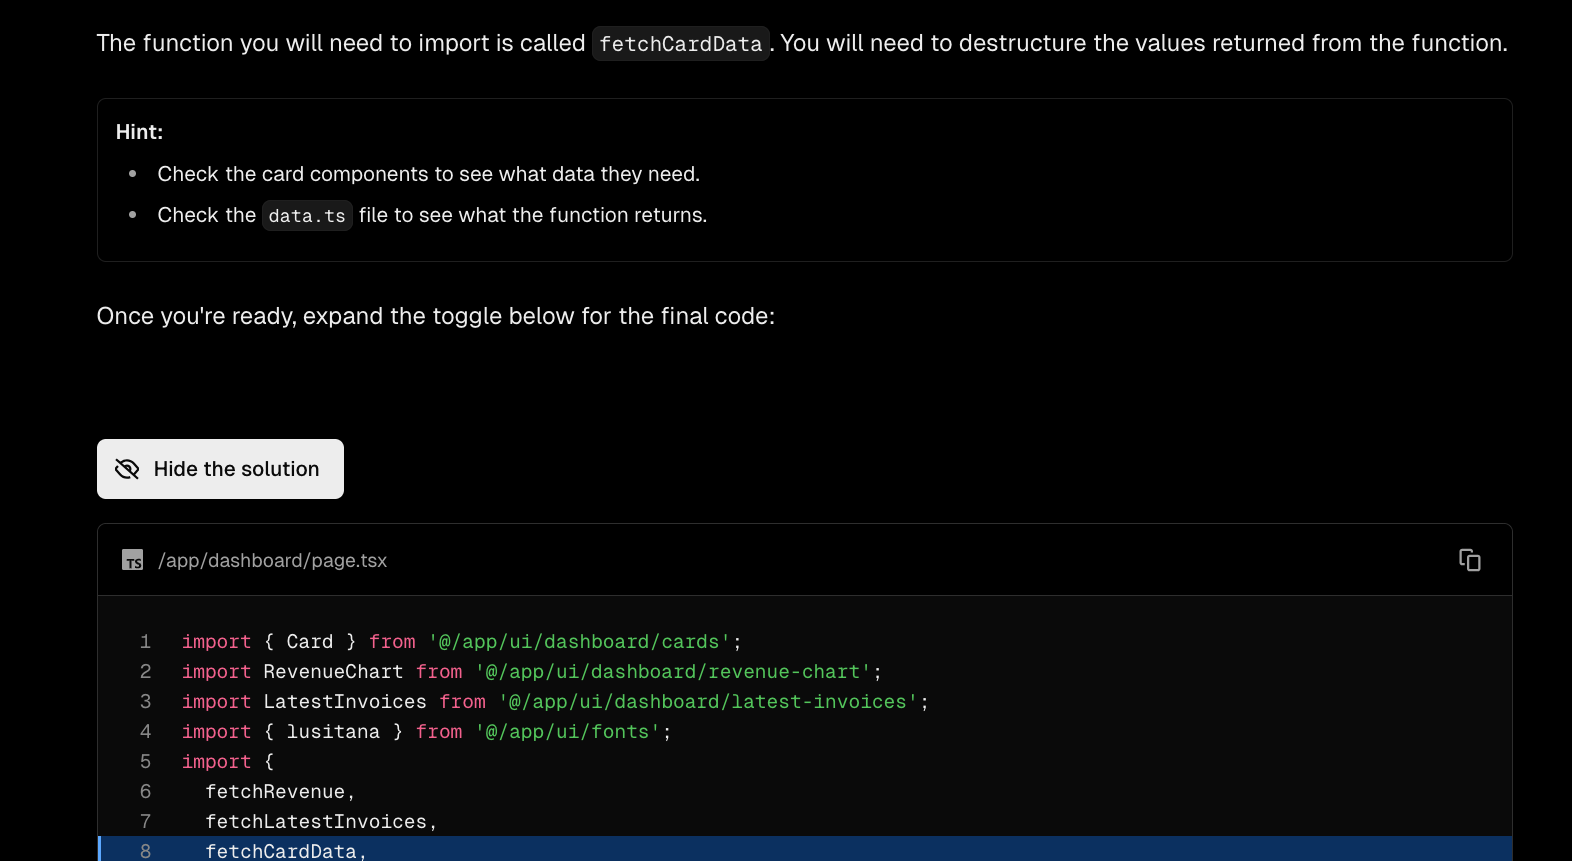 The function you will need to import is called fetchCardData. You will need to destructure the values returned from the function.
Hint:
• Check the card components to see what data they need.
• Check the data.ts file to see what the function returns.
Once you're ready, expand the toggle below for the final code:
Hide the solution
TS /app/dashboard/page.tsx
1 import { Card } from '@/app/ui/dashboard/cards';
2 import RevenueChart from '@/app/ui/dashboard/revenue-chart';
3 import LatestInvoices from '@/app/ui/dashboard/latest-invoices';
4 import { lusitana } from '@/app/ui/fonts';
5 import {
6   fetchRevenue,
7   fetchLatestInvoices,
8   fetchCardData,